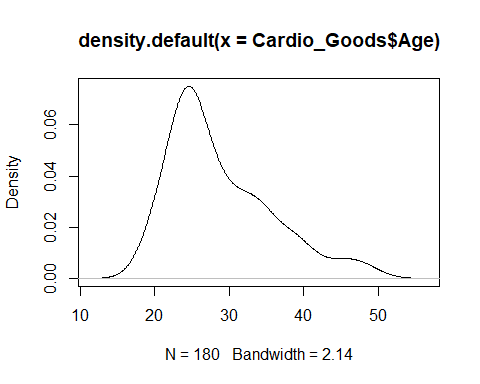 density.default(x = Cardio_Goods$Age)
Density
0.06
0.04
0.02
0.00
10 20 30 40 50
N = 180 Bandwidth = 2.14